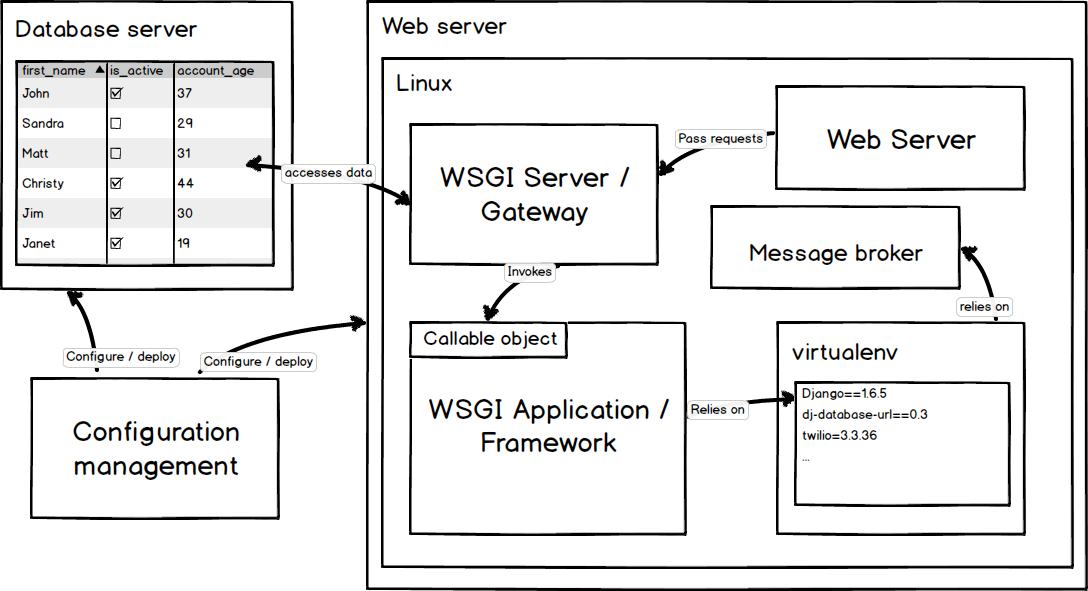 Database server
first_name is_active account_age
John 37
Sandra 29
Matt 31
Christy 44
Jim 30
Janet 19
accesses data
Configure / deploy
Configure / deploy
Configuration
management
Web server
Linux
WSGI Server /
Gateway
Pass requests
Web Server
Message broker
Invokes
relies on
Callable object
WSGI Application /
Framework
Relies on
virtualenv
Django==1.6.5
dj-database-url==0.3
twilio=3.3.36
...